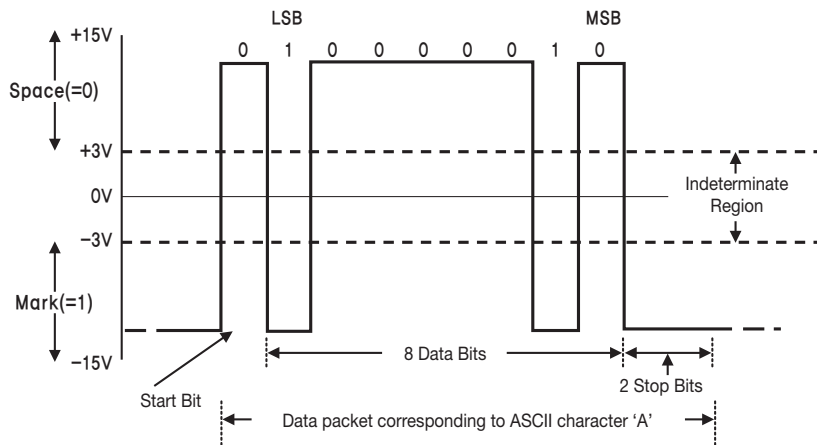 LSB MSB
+15V
0 1 0 0 0 0 0 1 0
Space(=0)
+3V
0V
Indeterminate
Region
−3V
Mark(=1)
−15V
8 Data Bits
Start Bit
2 Stop Bits
Data packet corresponding to ASCII character ‘A’